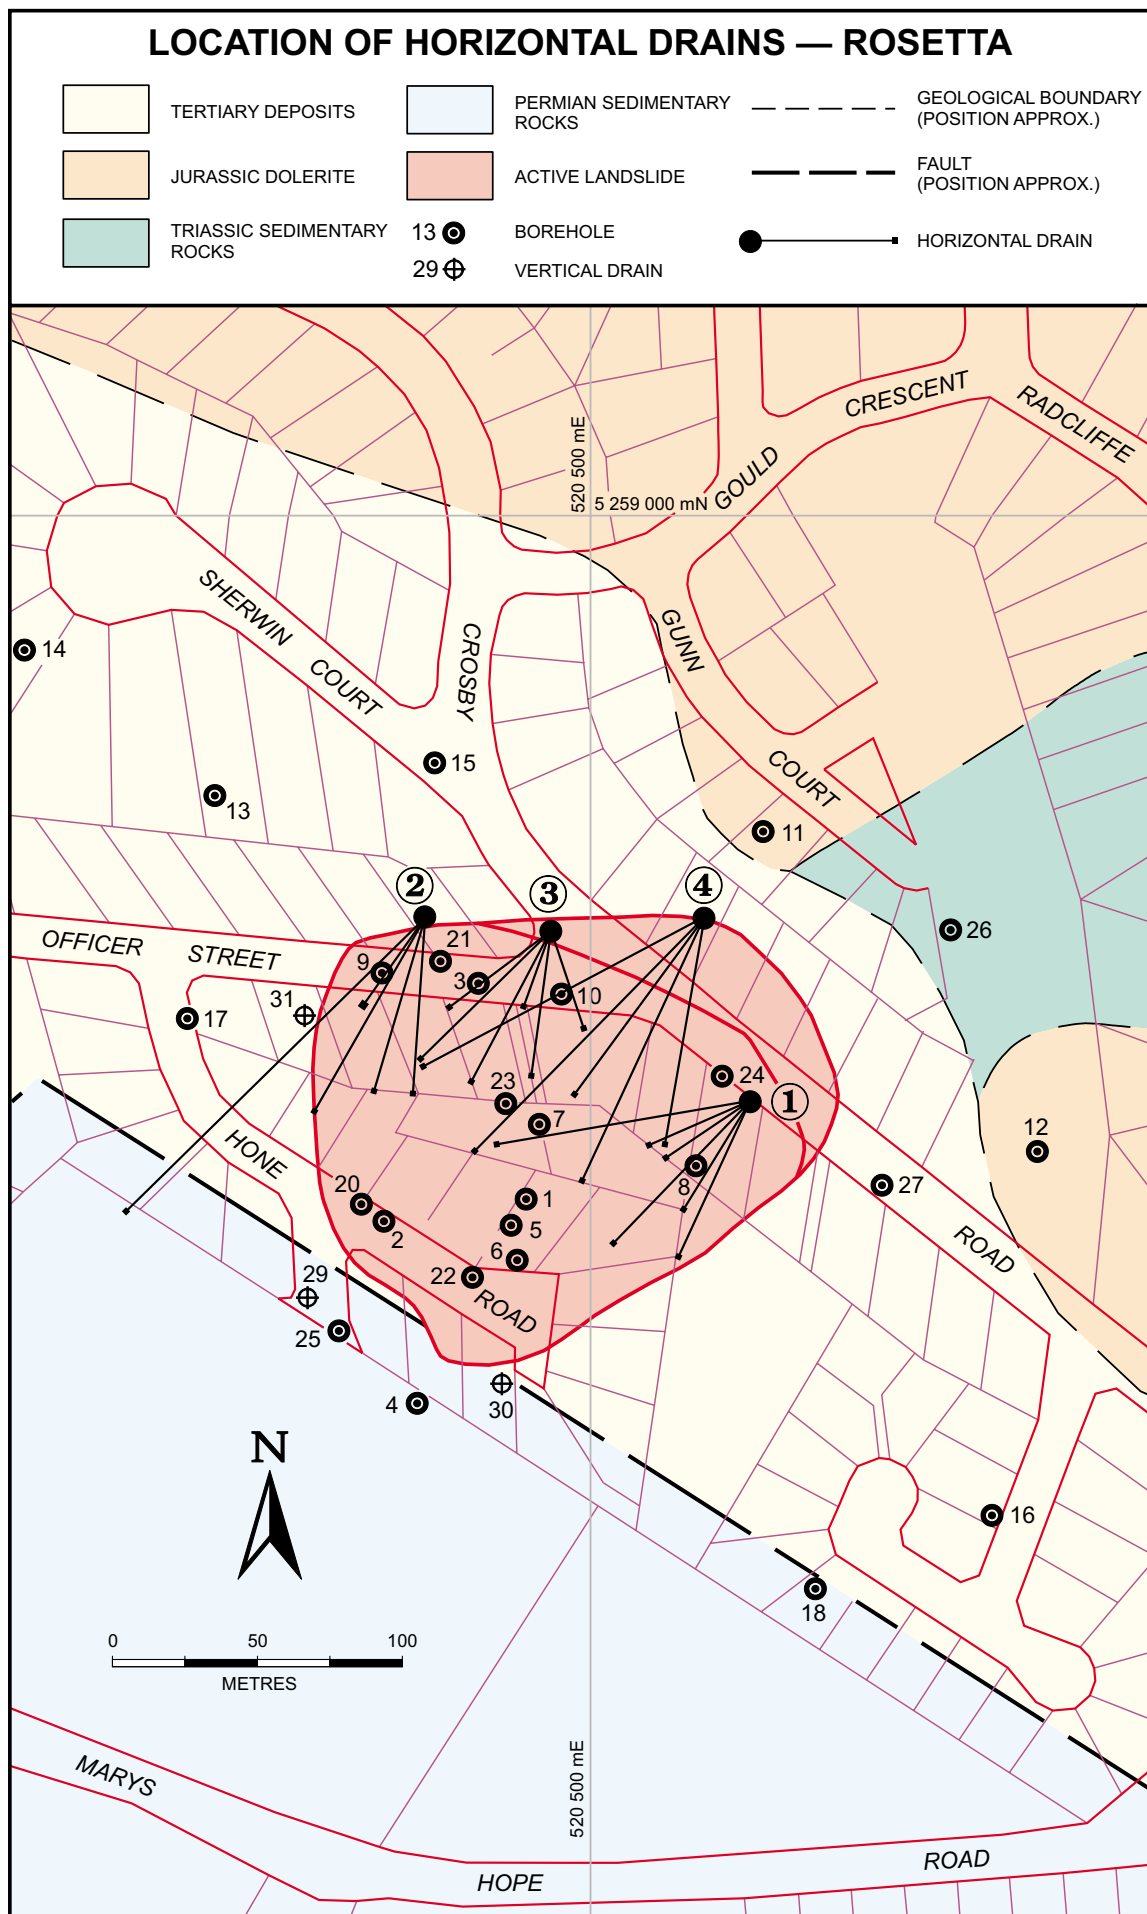 LOCATION OF HORIZONTAL DRAINS — ROSETTA
TERTIARY DEPOSITS
JURASSIC DOLERITE
TRIASSIC SEDIMENTARY
ROCKS
PERMIAN SEDIMENTARY
ROCKS
ACTIVE LANDSLIDE
13
BOREHOLE
29
VERTICAL DRAIN
GEOLOGICAL BOUNDARY
(POSITION APPROX.)
FAULT
(POSITION APPROX.)
HORIZONTAL DRAIN
CRESCENT
RADCLIFFE
520 500 mE
GOULD
5 259 000 mN
SHERWIN
COURT
CROSBY
GUNN
COURT
14
15
13
11
2
3
4
OFFICER
STREET
21
9
3
10
26
31
17
24
1
23
7
12
HONE
8
27
20
2
1
5
6
22
ROAD
ROAD
29
25
4
30
N
16
18
0
50
100
METRES
520 500 mE
MARYS
HOPE
ROAD